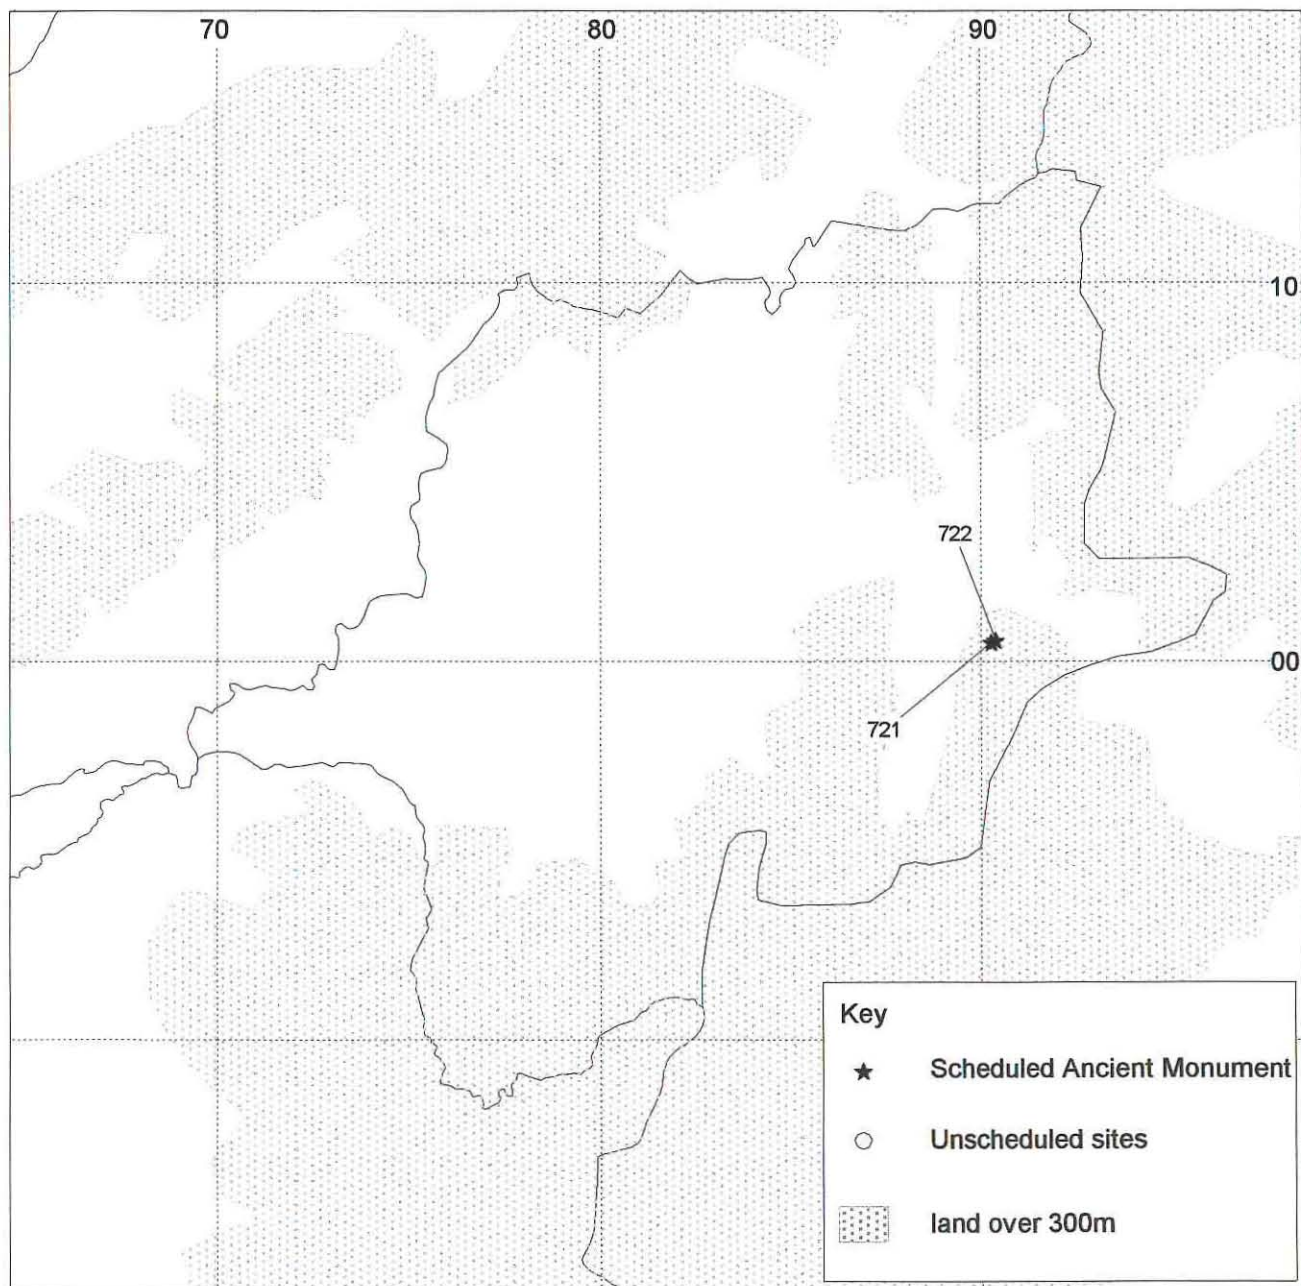 70 80 90
10
722
00
721
Key
Scheduled Ancient Monument
Unscheduled sites
land over 300m